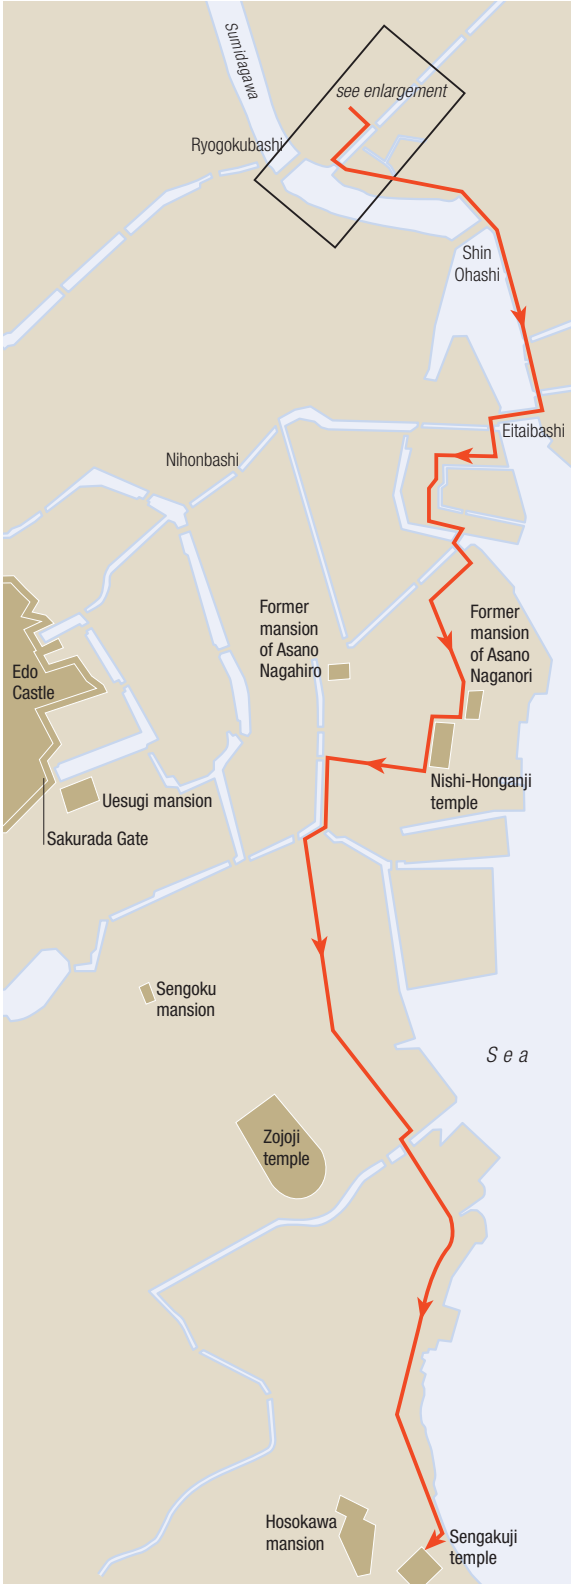 Sumidagawa
see enlargement
Ryogokubashi
Shin
Ohashi
Eitaibashi
Nihonbashi
Former
mansion
of Asano
Nagahiro
Former
mansion
of Asano
Naganori
Edo
Castle
Nishi-Honganji
temple
Uesugi mansion
Sakurada Gate
Sengoku
mansion
Sea
Zojoji
temple
Hosokawa
mansion
Sengakuji
temple